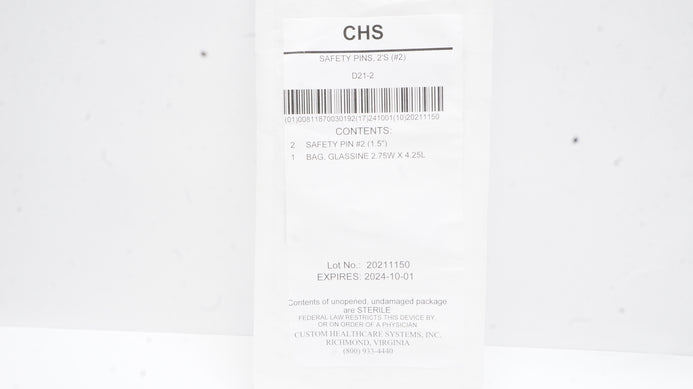 CHS
SAFETY PINS, 2'S (#2)
D21-2
(01)00811870030192(17)241001(10)20211150
CONTENTS:
2 SAFETY PIN #2 (1.5")
1 BAG, GLASSINE 2.75W X 4.25L
Lot No.: 20211150
EXPIRES: 2024-10-01
Contents of unopened, undamaged package
are STERILE
FEDERAL LAW RESTRICTS THIS DEVICE BY,
OR ON ORDER OF A PHYSICIAN
CUSTOM HEALTHCARE SYSTEMS, INC.
RICHMOND, VIRGINIA
(800) 933-4440